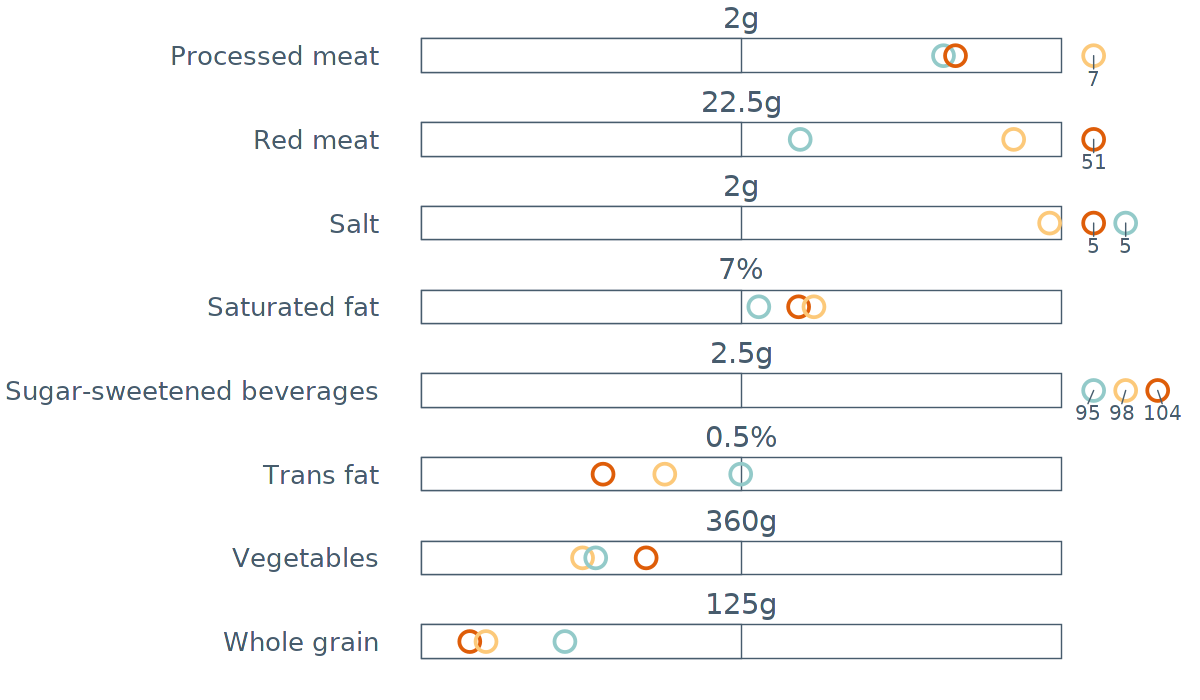 2g
Processed meat
7
22.5g
Red meat
51
2g
Salt
5 5
7%
Saturated fat
2.5g
Sugar-sweetened beverages
95 98 104
0.5%
Trans fat
360g
Vegetables
125g
Whole grain